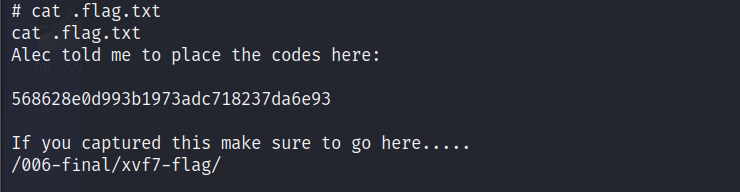 # cat .flag.txt
cat .flag.txt
Alec told me to place the codes here:
568628e0d993b1973adc718237da6e93
If you captured this make sure to go here.....
/006-final/xvf7-flag/